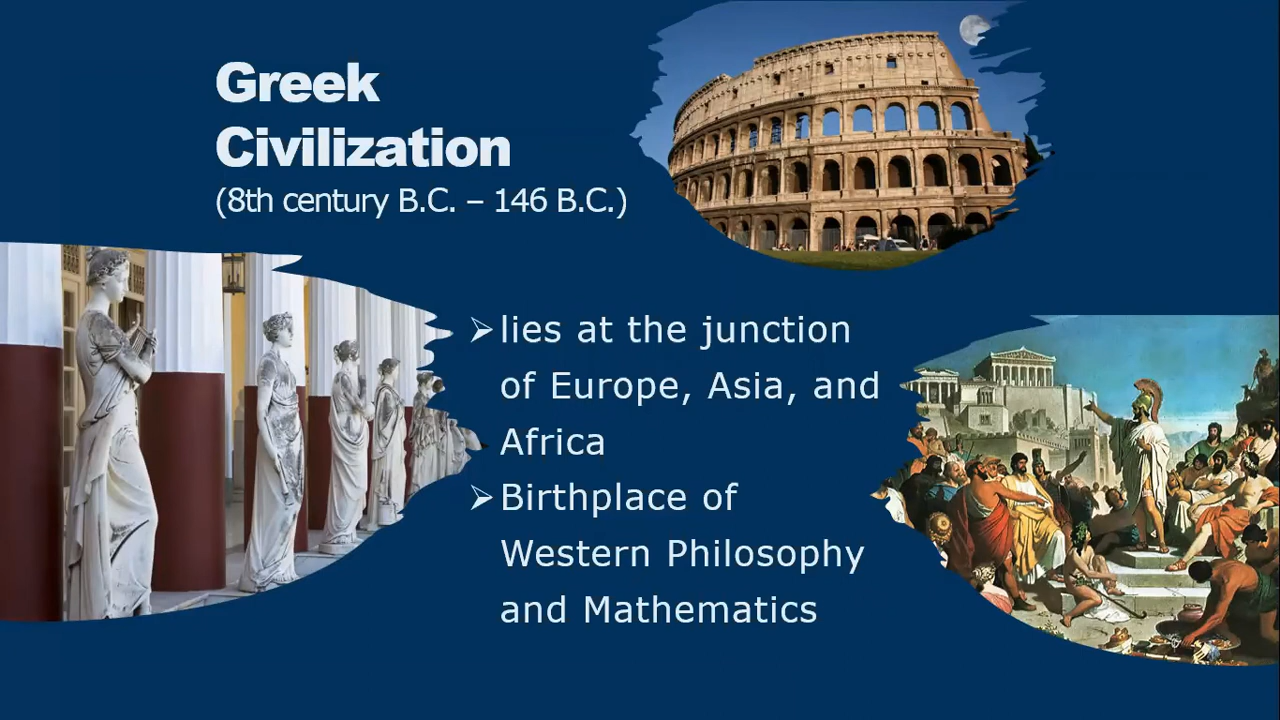 Greek
Civilization
(8th century B.C. – 146 B.C.)
➢lies at the junction
of Europe, Asia, and
Africa
➢Birthplace of
Western Philosophy
and Mathematics